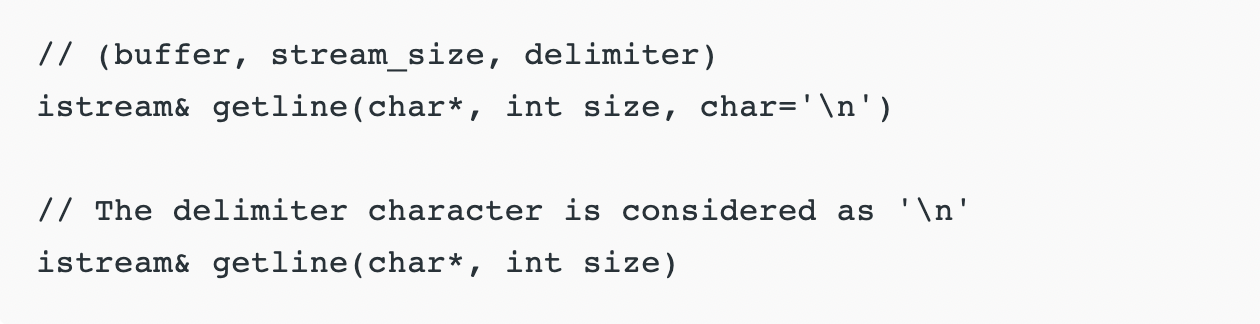 // (buffer, stream_size, delimiter)
istream& getline(char*, int size, char='\n')
// The delimiter character is considered as '\n'
istream& getline(char*, int size)